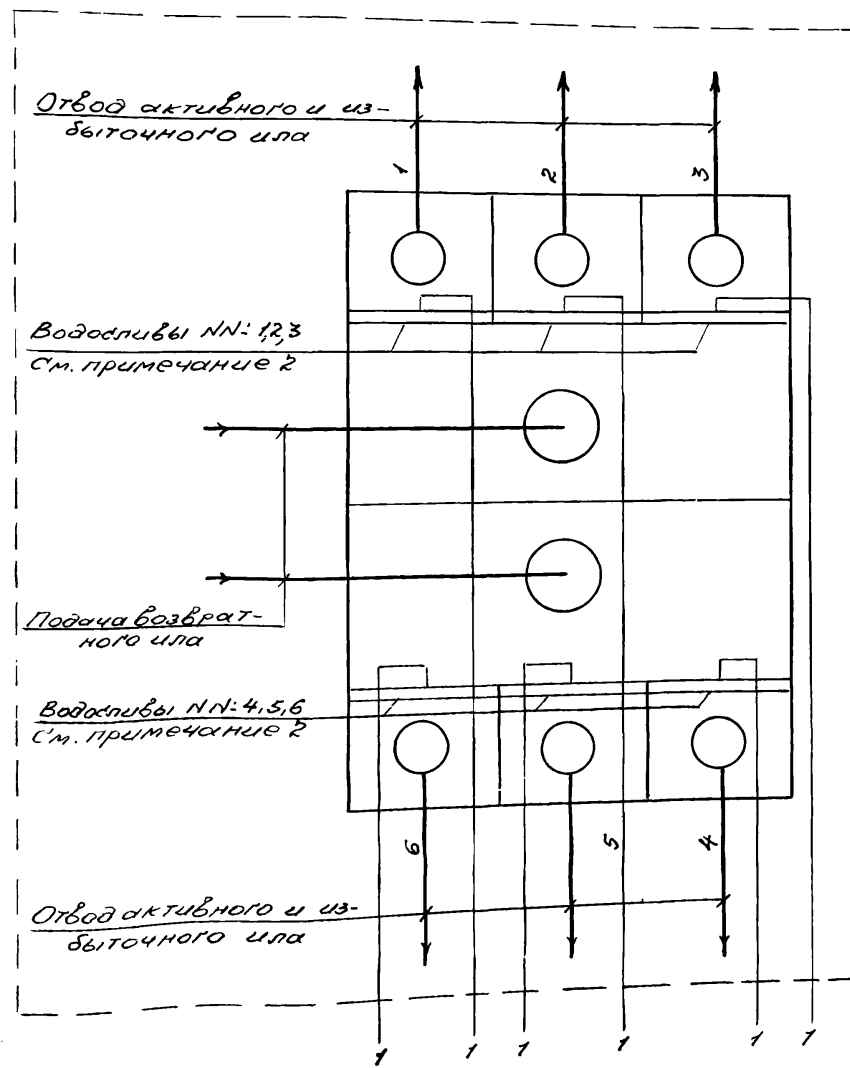 Отвод активного и из-
быточного ила
1
2
3
Водосливы NN: 1,2,3
См. примечание 2
Подача возврат-
ного ила
Водосливы NN: 4,5,6
См. примечание 2
6
5
4
Отвод активного и из-
быточного ила
1 1 1 1 1 1